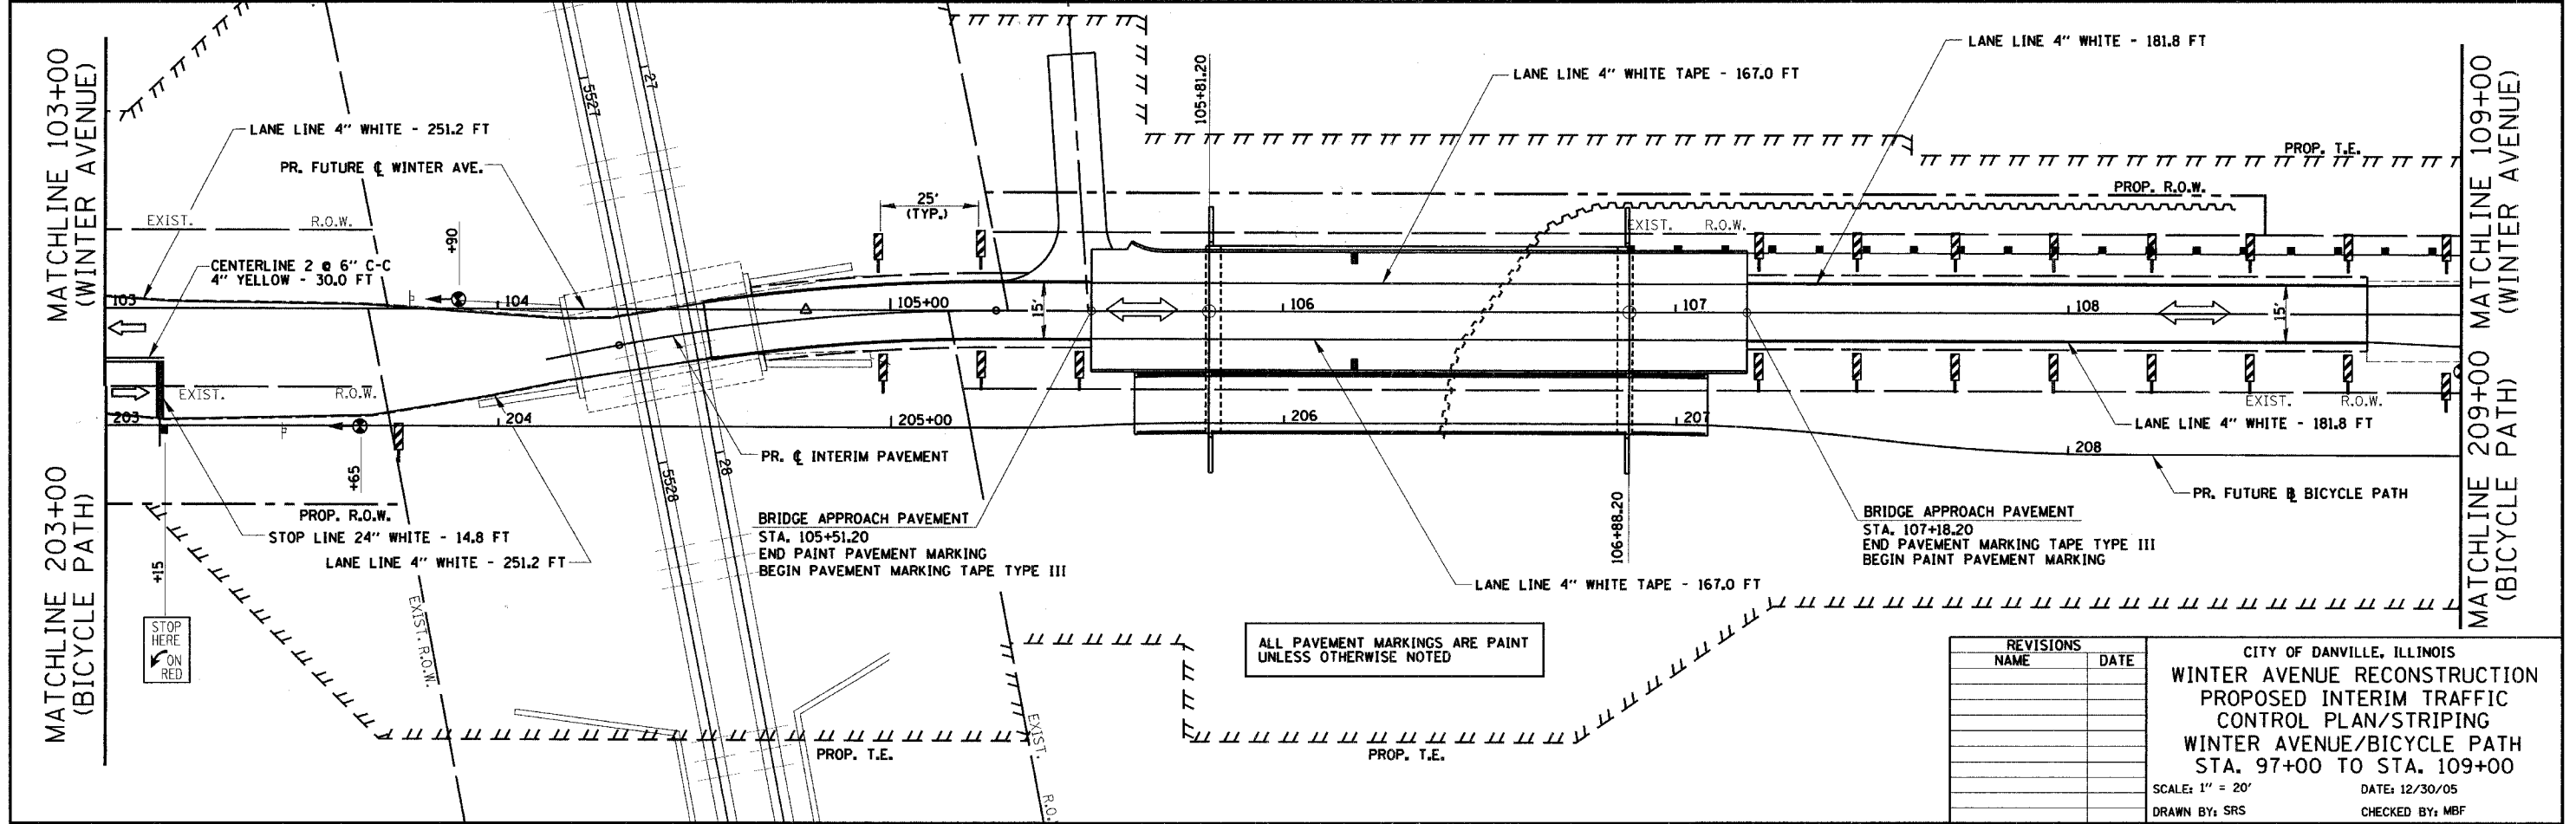 MATCHLINE 103+00
(WINTER AVENUE)
MATCHLINE 203+00
(BICYCLE PATH)
LANE LINE 4" WHITE - 251.2 FT
PR. FUTURE ℄ WINTER AVE.
EXIST. R.O.W.
+90
CENTERLINE 2 @ 6" C-C
4" YELLOW - 30.0 FT
103
104
105+00
106
107
108
5527
27
25'
(TYP.)
15'
105+81.20
LANE LINE 4" WHITE TAPE - 167.0 FT
LANE LINE 4" WHITE - 181.8 FT
PROP. T.E.
PROP. R.O.W.
EXIST. R.O.W.
15'
MATCHLINE 109+00
(WINTER AVENUE)
MATCHLINE 209+00
(BICYCLE PATH)
EXIST. R.O.W.
203
204
205+00
206
207
208
5528
28
+65
+15
PROP. R.O.W.
STOP LINE 24" WHITE - 14.8 FT
LANE LINE 4" WHITE - 251.2 FT
STOP
HERE
ON
RED
EXIST. R.O.W.
PR. ℄ INTERIM PAVEMENT
BRIDGE APPROACH PAVEMENT
STA. 105+51.20
END PAINT PAVEMENT MARKING
BEGIN PAVEMENT MARKING TAPE TYPE III
106+88.20
LANE LINE 4" WHITE TAPE - 167.0 FT
LANE LINE 4" WHITE - 181.8 FT
EXIST. R.O.W.
PR. FUTURE BL BICYCLE PATH
BRIDGE APPROACH PAVEMENT
STA. 107+18.20
END PAVEMENT MARKING TAPE TYPE III
BEGIN PAINT PAVEMENT MARKING
ALL PAVEMENT MARKINGS ARE PAINT
UNLESS OTHERWISE NOTED
PROP. T.E.
EXIST.
R.O.
PROP. T.E.
REVISIONS
NAME DATE
CITY OF DANVILLE, ILLINOIS
WINTER AVENUE RECONSTRUCTION
PROPOSED INTERIM TRAFFIC
CONTROL PLAN/STRIPING
WINTER AVENUE/BICYCLE PATH
STA. 97+00 TO STA. 109+00
SCALE: 1" = 20' DATE: 12/30/05
DRAWN BY: SRS CHECKED BY: MBF